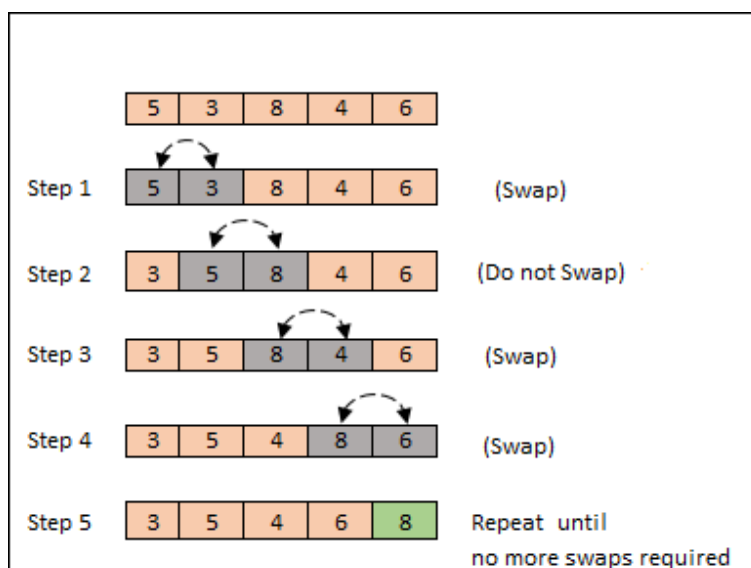 5 3 8 4 6
Step 1 5 3 8 4 6 (Swap)
Step 2 3 5 8 4 6 (Do not Swap)
Step 3 3 5 8 4 6 (Swap)
Step 4 3 5 4 8 6 (Swap)
Step 5 3 5 4 6 8 Repeat until
no more swaps required